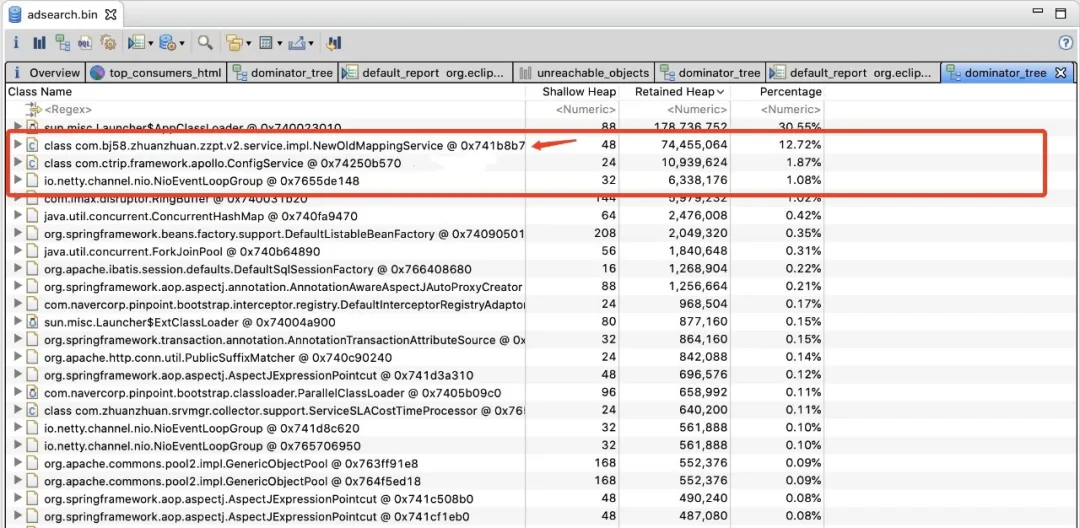 adsearch.bin
Overview top_consumers_html dominator_tree default_report org.eclip... unreachable_objects dominator_tree default_report org.eclip... dominator_tree
Class Name Shallow Heap Retained Heap Percentage
<Regex> <Numeric> <Numeric> <Numeric>
sun.misc.Launcher$AppClassLoader @ 0x740023010 88 178,736,752 30.55%
class com.bj58.zhuanzhuan.zzpt.v2.service.impl.NewOldMappingService @ 0x741b8b7 48 74,455,064 12.72%
class com.ctrip.framework.apollo.ConfigService @ 0x74250b570 24 10,939,624 1.87%
io.netty.channel.nio.NioEventLoopGroup @ 0x7655de148 32 6,338,176 1.08%
com.lmax.disruptor.RingBuffer @ 0x740031b20 144 5,979,232 1.02%
java.util.concurrent.ConcurrentHashMap @ 0x740fa9470 64 2,476,008 0.42%
org.springframework.beans.factory.support.DefaultListableBeanFactory @ 0x74090501 208 2,049,320 0.35%
java.util.concurrent.ForkJoinPool @ 0x740b64890 56 1,840,648 0.31%
org.apache.ibatis.session.defaults.DefaultSqlSessionFactory @ 0x766408680 16 1,268,904 0.22%
org.springframework.aop.aspectj.annotation.AnnotationAwareAspectJAutoProxyCreator 88 1,256,664 0.21%
com.navercorp.pinpoint.bootstrap.interceptor.registry.DefaultInterceptorRegistryAdaptor 24 968,504 0.17%
sun.misc.Launcher$ExtClassLoader @ 0x74004a900 80 877,160 0.15%
org.springframework.transaction.annotation.AnnotationTransactionAttributeSource @ 0x 32 864,160 0.15%
org.apache.http.conn.util.PublicSuffixMatcher @ 0x740c90240 24 842,088 0.14%
org.springframework.aop.aspectj.AspectJExpressionPointcut @ 0x741d3a310 48 696,576 0.12%
com.navercorp.pinpoint.bootstrap.classloader.ParallelClassLoader @ 0x7405b09c0 96 658,992 0.11%
class com.zhuanzhuan.srvmgr.collector.support.ServiceSLACostTimeProcessor @ 0x765 24 640,200 0.11%
io.netty.channel.nio.NioEventLoopGroup @ 0x741d8c620 32 561,888 0.10%
io.netty.channel.nio.NioEventLoopGroup @ 0x765706950 32 561,888 0.10%
org.apache.commons.pool2.impl.GenericObjectPool @ 0x763ff91e8 168 552,376 0.09%
org.apache.commons.pool2.impl.GenericObjectPool @ 0x764f5ed18 168 552,376 0.09%
org.springframework.aop.aspectj.AspectJExpressionPointcut @ 0x741c508b0 48 490,240 0.08%
org.springframework.aop.aspectj.AspectJExpressionPointcut @ 0x741cf1eb0 48 487,080 0.08%